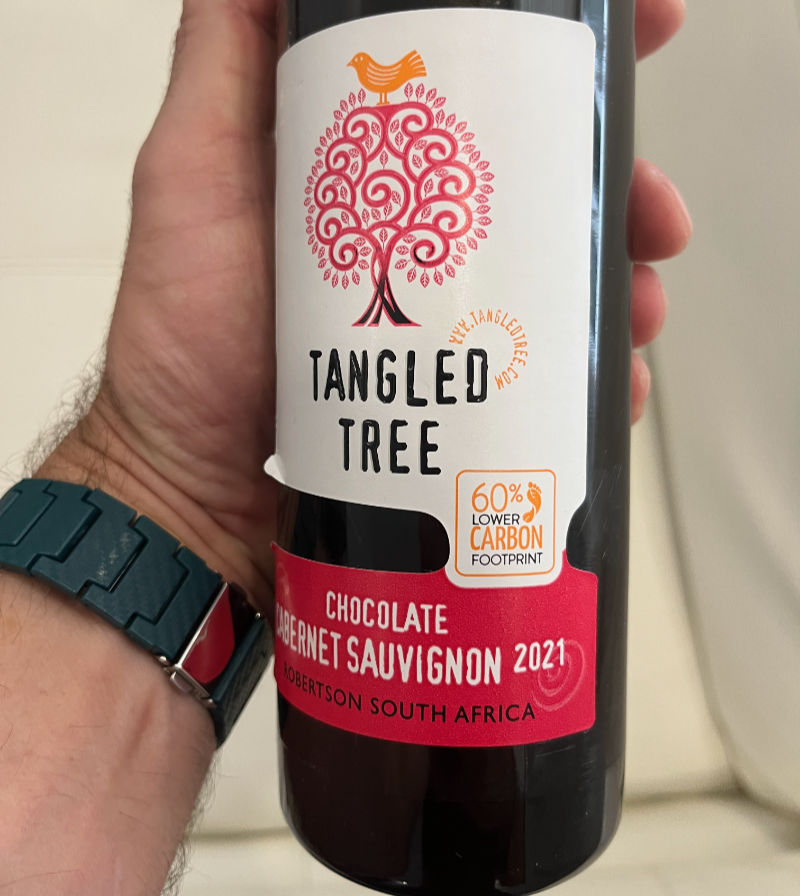 WWW.TANGLEDTREE.COM
TANGLED
TREE
60%
LOWER
CARBON
FOOTPRINT
CHOCOLATE
CABERNET SAUVIGNON 2021
ROBERTSON SOUTH AFRICA